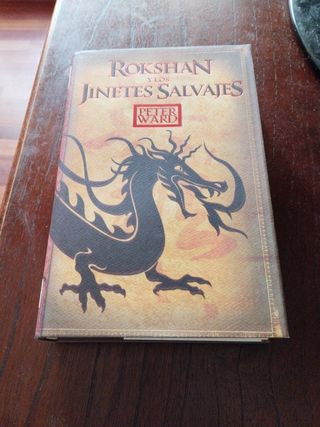 ROKSHAN
Y LOS
JINETES SALVAJES
PETER
WARD